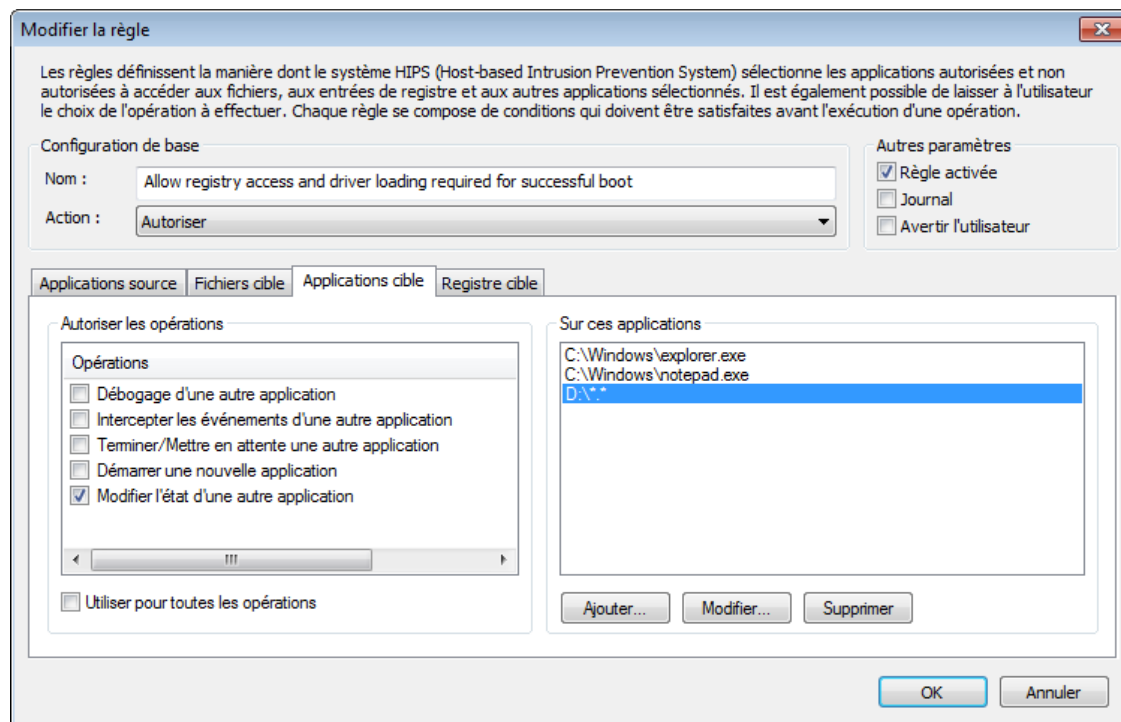 Modifier la règle
Les règles définissent la manière dont le système HIPS (Host-based Intrusion Prevention System) sélectionne les applications autorisées et non
autorisées à accéder aux fichiers, aux entrées de registre et aux autres applications sélectionnés. Il est également possible de laisser à l'utilisateur
le choix de l'opération à effectuer. Chaque règle se compose de conditions qui doivent être satisfaites avant l'exécution d'une opération.
Configuration de base
Nom :
Allow registry access and driver loading required for successful boot
Action :
Autoriser
Autres paramètres
Règle activée
Journal
Avertir l'utilisateur
Applications source
Fichiers cible
Applications cible
Registre cible
Autoriser les opérations
Opérations
Débogage d'une autre application
Intercepter les événements d'une autre application
Terminer/Mettre en attente une autre application
Démarrer une nouvelle application
Modifier l'état d'une autre application
Utiliser pour toutes les opérations
Sur ces applications
C:\Windows\explorer.exe
C:\Windows\notepad.exe
D:\*.*
Ajouter...
Modifier...
Supprimer
OK
Annuler